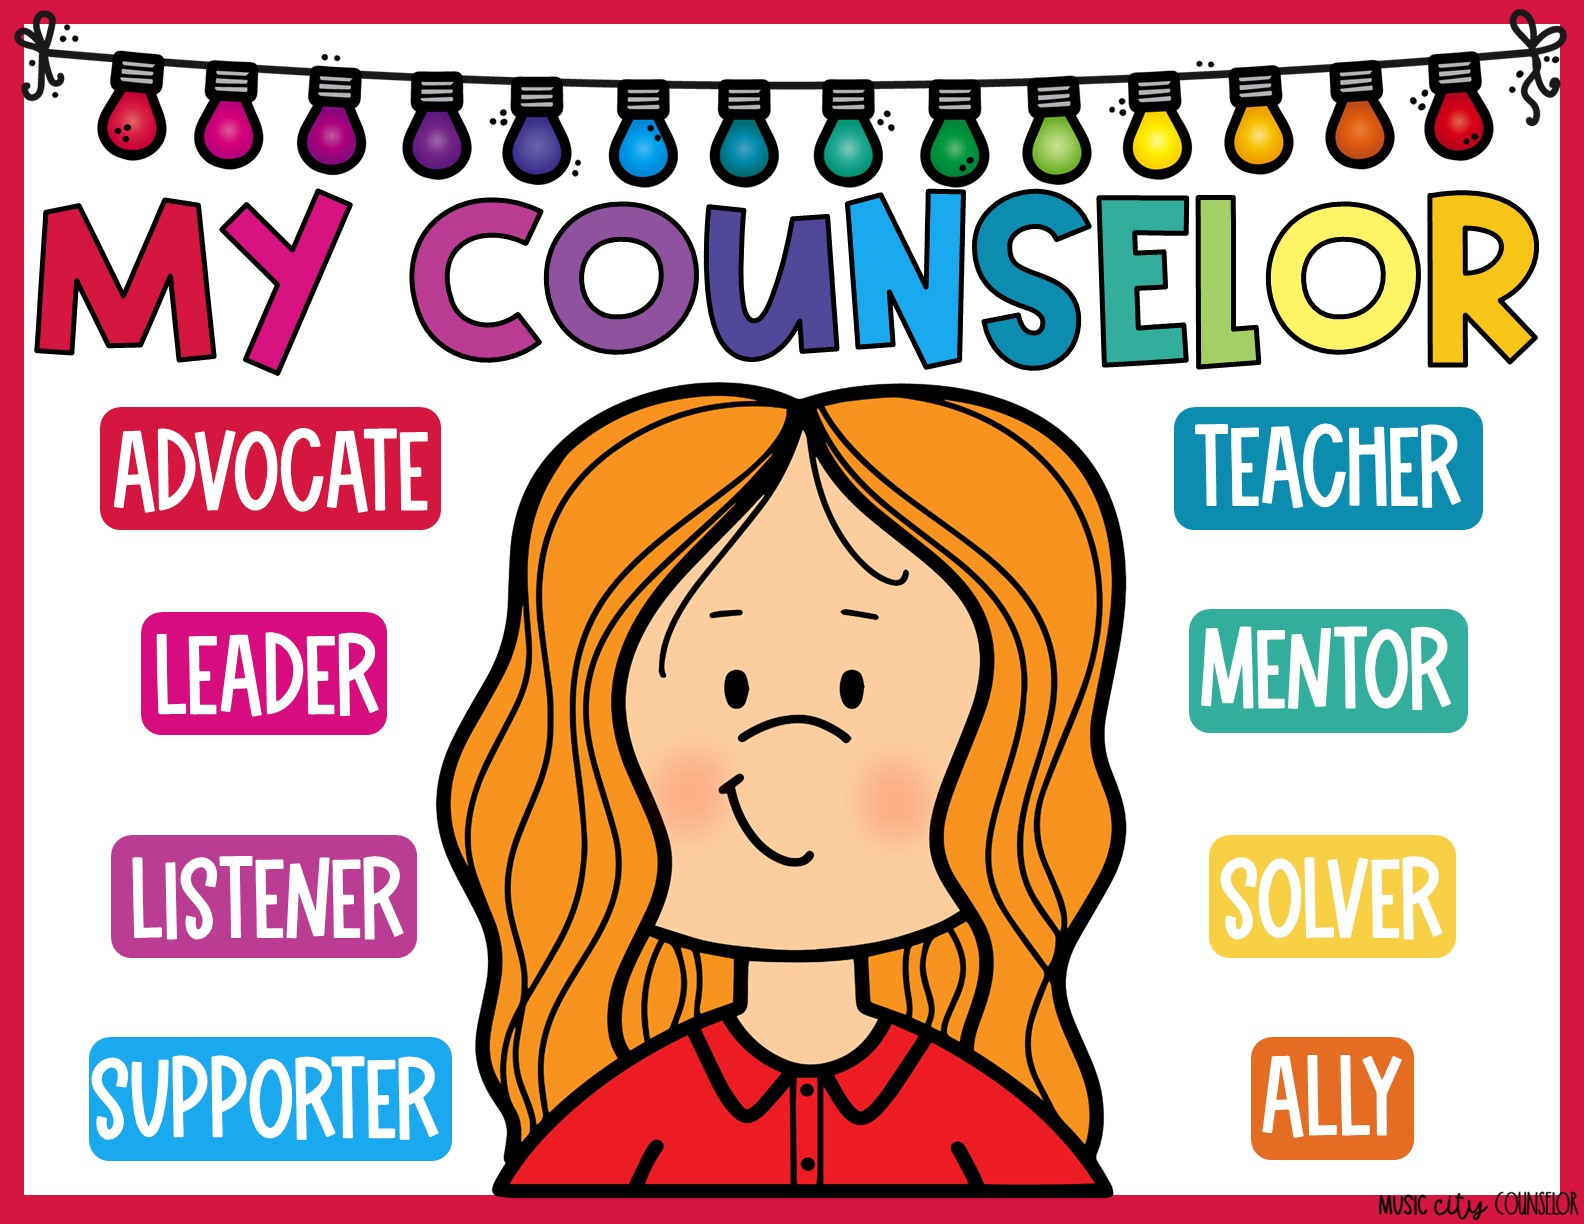 MY COUNSELOR
ADVOCATE
LEADER
LISTENER
SUPPORTER
TEACHER
MENTOR
SOLVER
ALLY
MUSIC city COUNSELOR